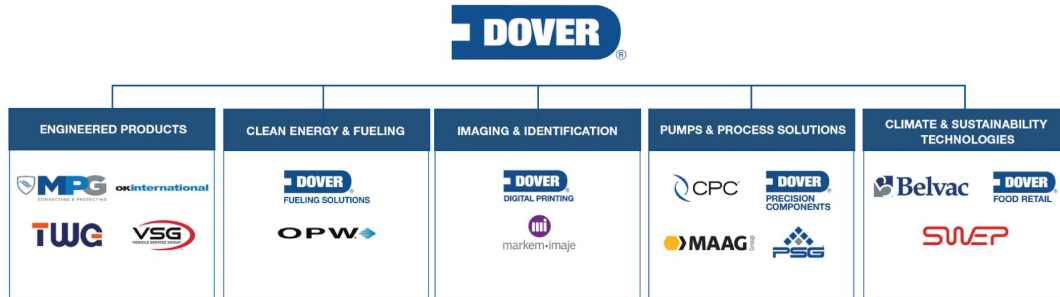 DOVER
®
ENGINEERED PRODUCTS
MPG
CONNECTING & PROTECTING
OKinternational
TWG
VSG
VEHICLE SERVICE GROUP
CLEAN ENERGY & FUELING
DOVER®
FUELING SOLUTIONS
OPW
IMAGING & IDENTIFICATION
DOVER®
DIGITAL PRINTING
mi
markem·imaje
PUMPS & PROCESS SOLUTIONS
CPC
DOVER®
PRECISION
COMPONENTS
MAAG Group
PSG
CLIMATE & SUSTAINABILITY
TECHNOLOGIES
Belvac
DOVER®
FOOD RETAIL
SWEP